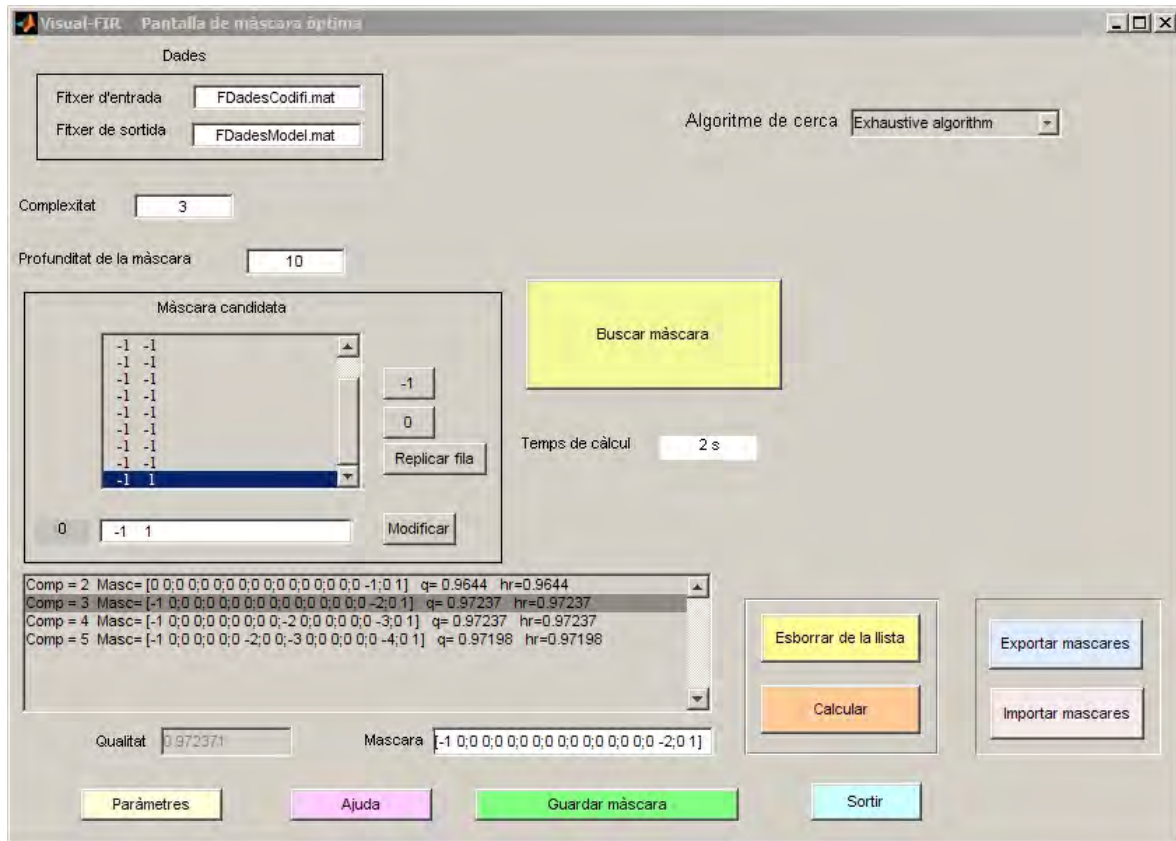 Visual-FIR Pantalla de màscara òptima
Dades
Fitxer d'entrada FDadesCodifi.mat
Fitxer de sortida FDadesModel.mat
Algoritme de cerca Exhaustive algorithm
Complexitat 3
Profunditat de la màscara 10
Màscara candidata
-1 -1
-1 -1
-1 -1
-1 -1
-1 -1
-1 -1
-1 -1
-1 -1
-1 1
-1
0
Replicar fila
0 -1 1 Modificar
Buscar màscara
Temps de càlcul 2 s
Comp = 2 Masc= [0 0;0 0;0 0;0 0;0 0;0 0;0 0;0 0;0 -1;0 1] q= 0.9644 hr=0.9644
Comp = 3 Masc= [-1 0;0 0;0 0;0 0;0 0;0 0;0 0;0 0;0 -2;0 1] q= 0.97237 hr=0.97237
Comp = 4 Masc= [-1 0;0 0;0 0;0 0;0 0;-2 0;0 0;0 0;0 -3;0 1] q= 0.97237 hr=0.97237
Comp = 5 Masc= [-1 0;0 0;0 0;0 -2;0 0;-3 0;0 0;0 0;0 -4;0 1] q= 0.97198 hr=0.97198
Esborrar de la llista
Calcular
Exportar mascares
Importar mascares
Qualitat 0.972371
Mascara [-1 0;0 0;0 0;0 0;0 0;0 0;0 0;0 0;0 -2;0 1]
Paràmetres
Ajuda
Guardar màscara
Sortir